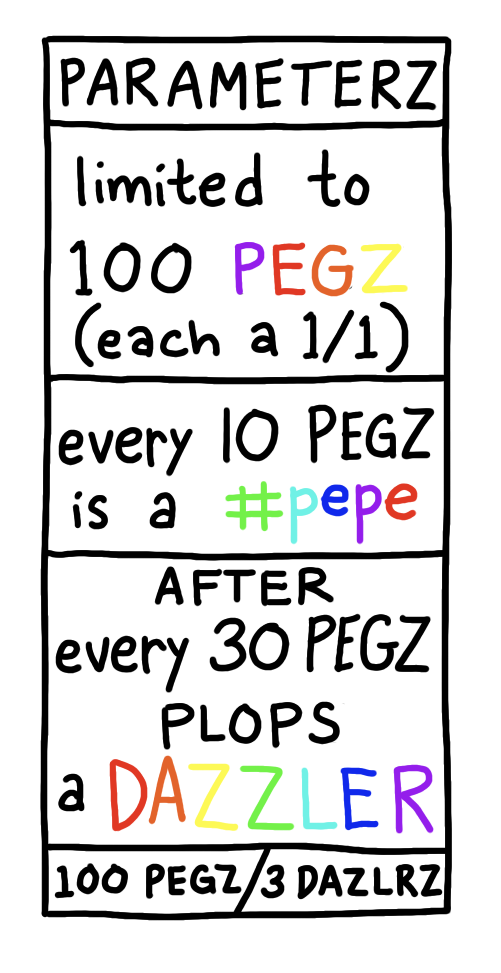 PARAMETERZ
limited to
100 PEGZ
(each a 1/1)
every 10 PEGZ
is a #pepe
AFTER
every 30 PEGZ
PLOPS
a DAZZLER
100 PEGZ/3 DAZLRZ